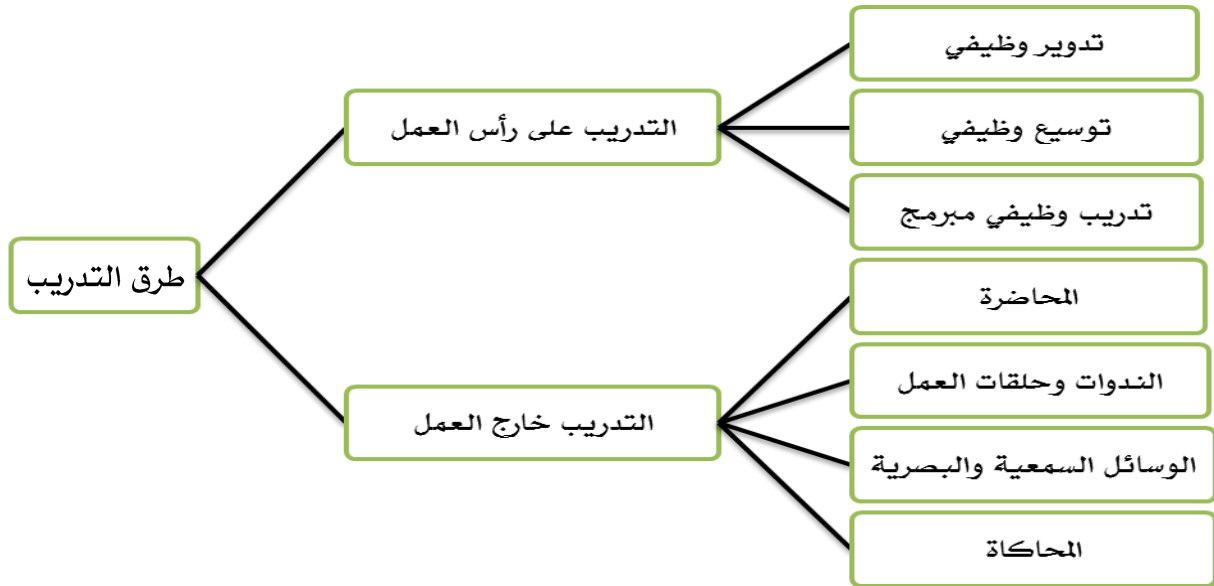 طرق التدريب
التدريب على رأس العمل
تدوير وظيفي
توسيع وظيفي
تدريب وظيفي مبرمج
التدريب خارج العمل
المحاضرة
الندوات وحلقات العمل
الوسائل السمعية والبصرية
المحاكاة